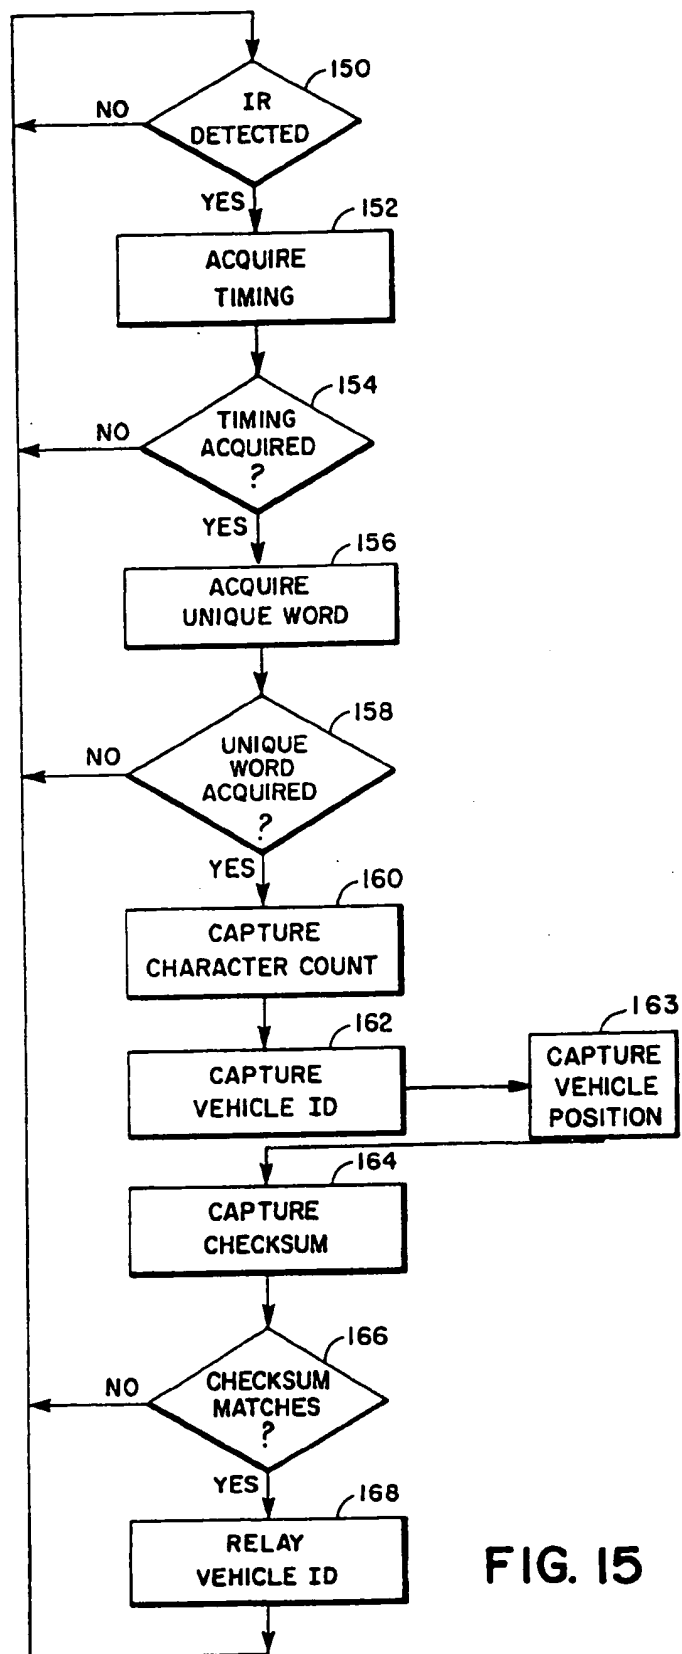 150
IR
DETECTED
NO
YES
152
ACQUIRE
TIMING
154
TIMING
ACQUIRED
?
NO
YES
156
ACQUIRE
UNIQUE WORD
158
UNIQUE
WORD
ACQUIRED
?
NO
YES
160
CAPTURE
CHARACTER COUNT
162
CAPTURE
VEHICLE ID
163
CAPTURE
VEHICLE
POSITION
164
CAPTURE
CHECKSUM
166
CHECKSUM
MATCHES
?
NO
YES
168
RELAY
VEHICLE ID
FIG. 15